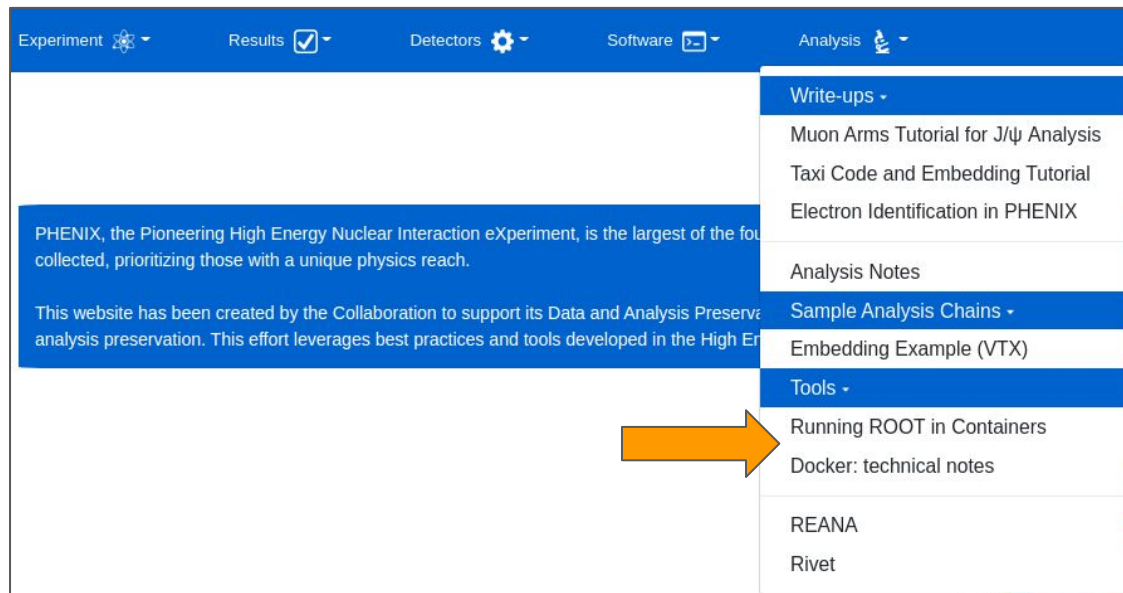 Experiment Results Detectors Software Analysis
Write-ups
Muon Arms Tutorial for J/ψ Analysis
Taxi Code and Embedding Tutorial
Electron Identification in PHENIX
Analysis Notes
Sample Analysis Chains
Embedding Example (VTX)
Tools
Running ROOT in Containers
Docker: technical notes
REANA
Rivet
PHENIX, the Pioneering High Energy Nuclear Interaction eXperiment, is the largest of the
collected, prioritizing those with a unique physics reach.
This website has been created by the Collaboration to support its Data and Analysis
analysis preservation. This effort leverages best practices and tools developed in the High